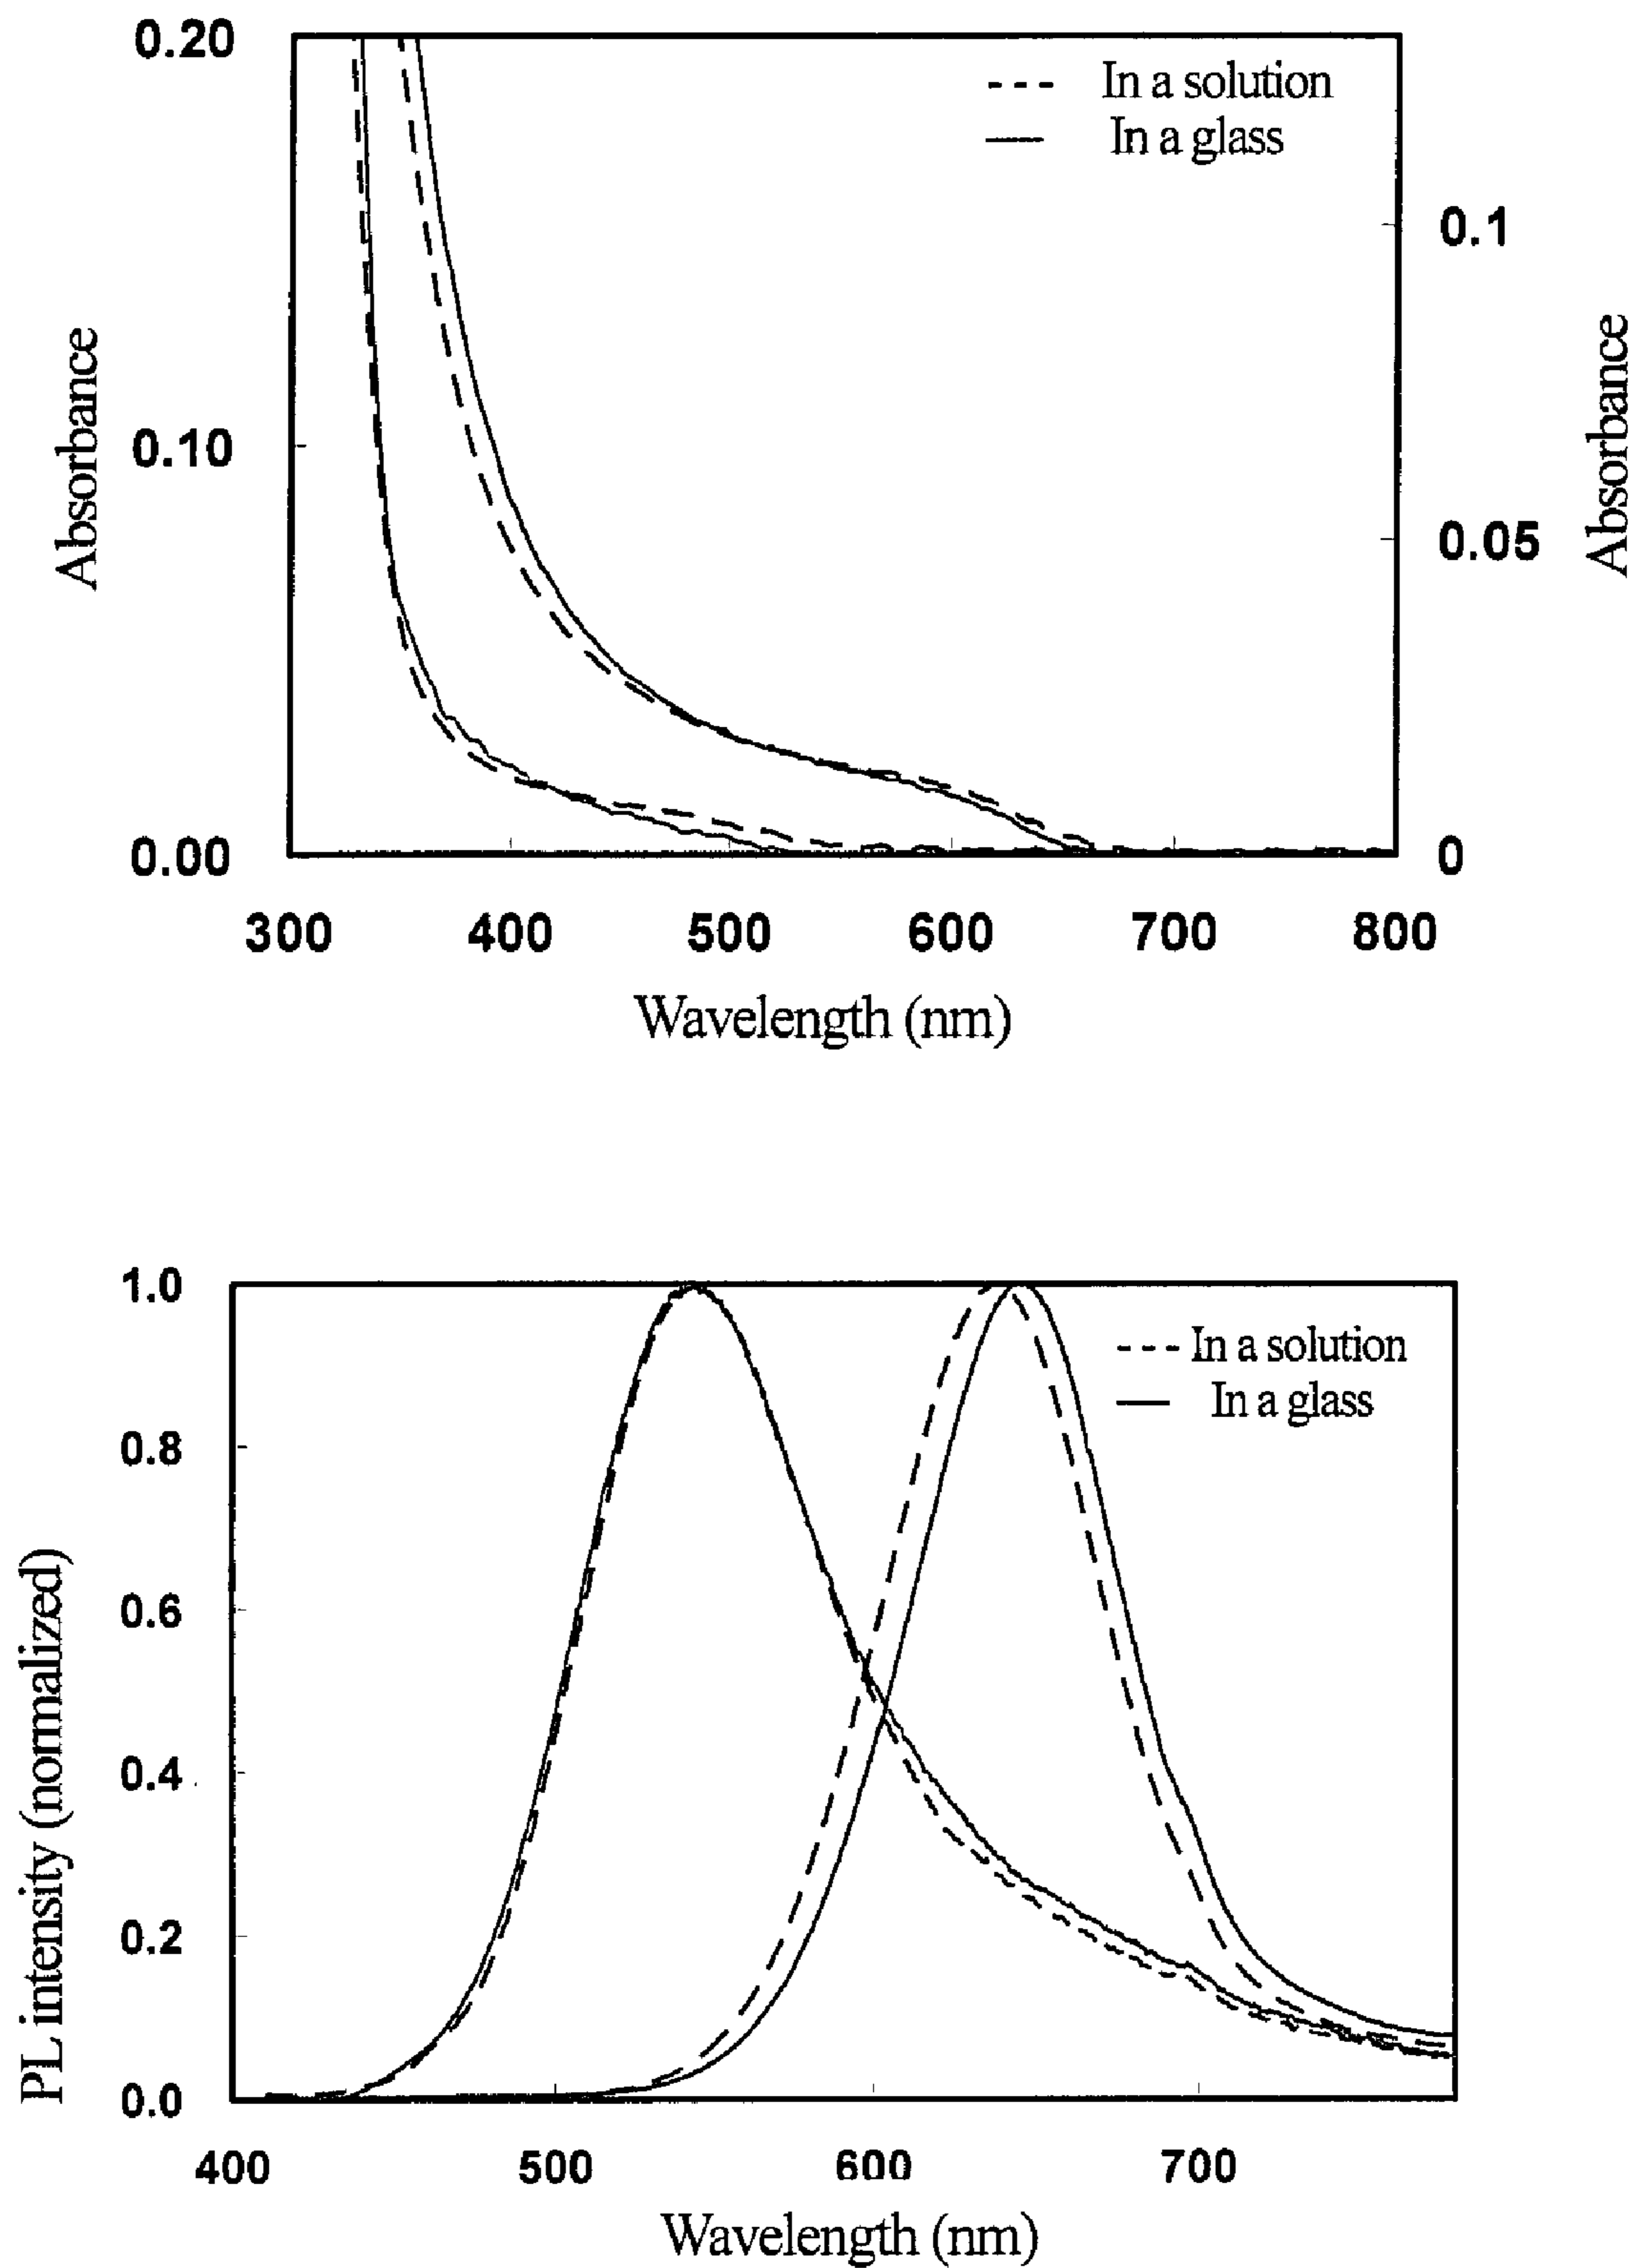 0.20
In a solution
In a glass
0.1
Absorbance
0.10
Absorbance
0.05
0.00
0
300 400 500 600 700 800
Wavelength (nm)
1.0
In a solution
In a glass
0.8
PL intensity (normalized)
0.6
0.4
0.2
0.0
400 500 600 700
Wavelength (nm)